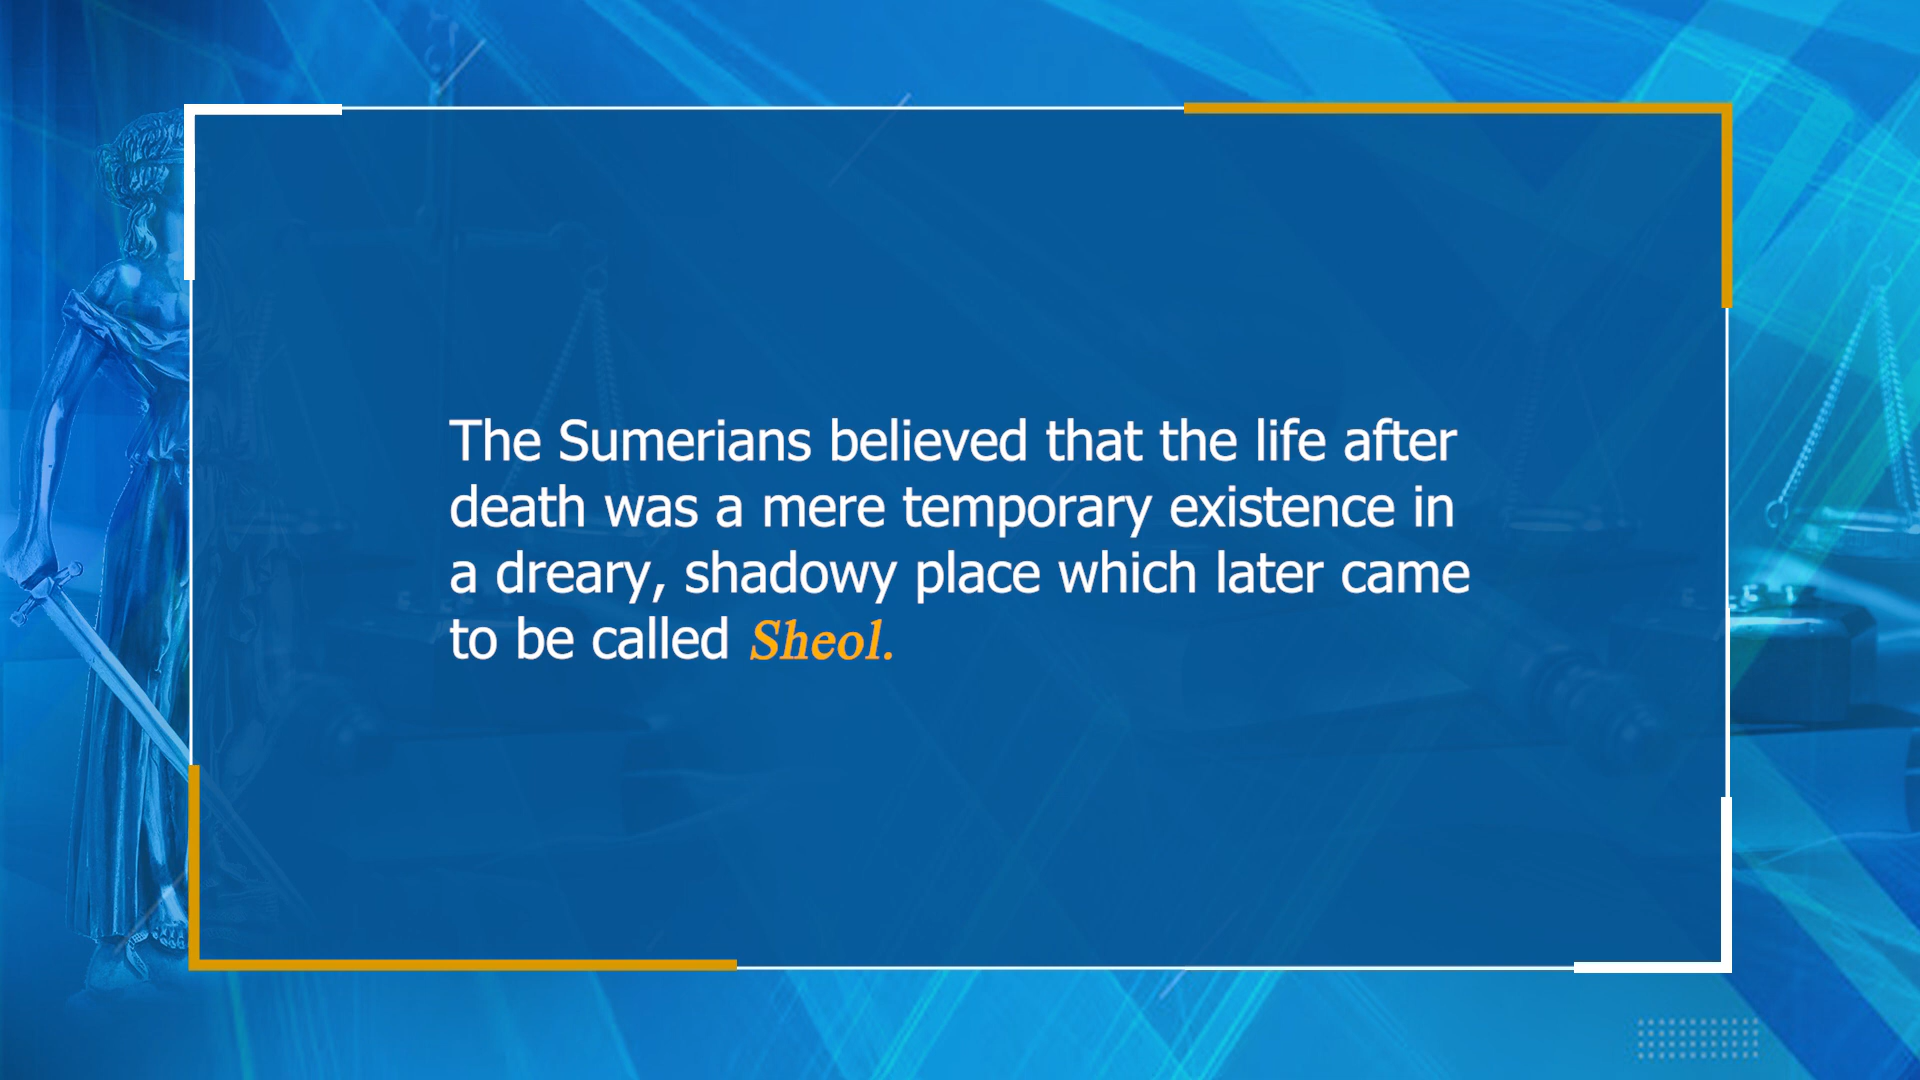 The Sumerians believed that the life after
death was a mere temporary existence in
a dreary, shadowy place which later came
to be called Sheol.